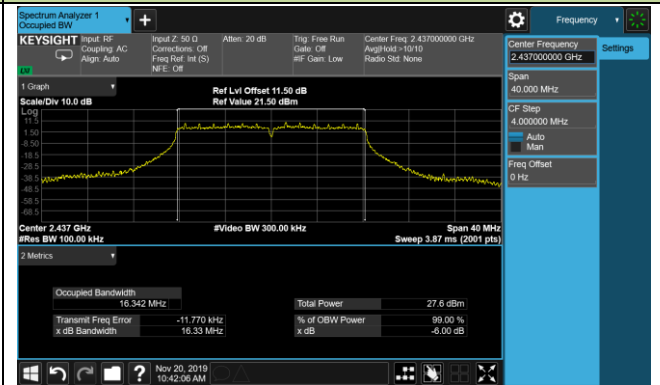 Spectrum Analyzer 1
Occupied BW
Frequency
KEYSIGHT
Input: RF
Coupling: AC
Align: Auto
Input Z: 50 Ω
Corrections: Off
Freq Ref: Int (S)
NFE: Off
Atten: 20 dB
Trig: Free Run
Gate: Off
#IF Gain: Low
Center Freq: 2.437000000 GHz
Avg|Hold:>10/10
Radio Std: None
Center Frequency
2.437000000 GHz
Settings
Span
40.000 MHz
CF Step
4.000000 MHz
Auto
Man
Freq Offset
0 Hz
1 Graph
Scale/Div 10.0 dB
Ref Lvl Offset 11.50 dB
Ref Value 21.50 dBm
Log
11.5
1.50
-8.50
-18.5
-28.5
-38.5
-48.5
-58.5
-68.5
Center 2.437 GHz
#Res BW 100.00 kHz
#Video BW 300.00 kHz
Span 40 MHz
Sweep 3.87 ms (2001 pts)
2 Metrics
Occupied Bandwidth
16.342 MHz
Total Power 27.6 dBm
Transmit Freq Error -11.770 kHz
% of OBW Power 99.00 %
x dB Bandwidth 16.33 MHz
x dB -6.00 dB
?
Nov 20, 2019
10:42:06 AM